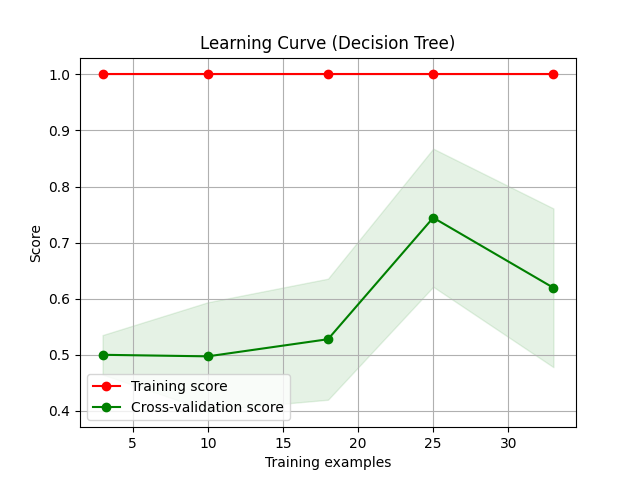 Learning Curve (Decision Tree)
Score
1.0
0.9
0.8
0.7
0.6
0.5
0.4
Training score
Cross-validation score
5 10 15 20 25 30
Training examples